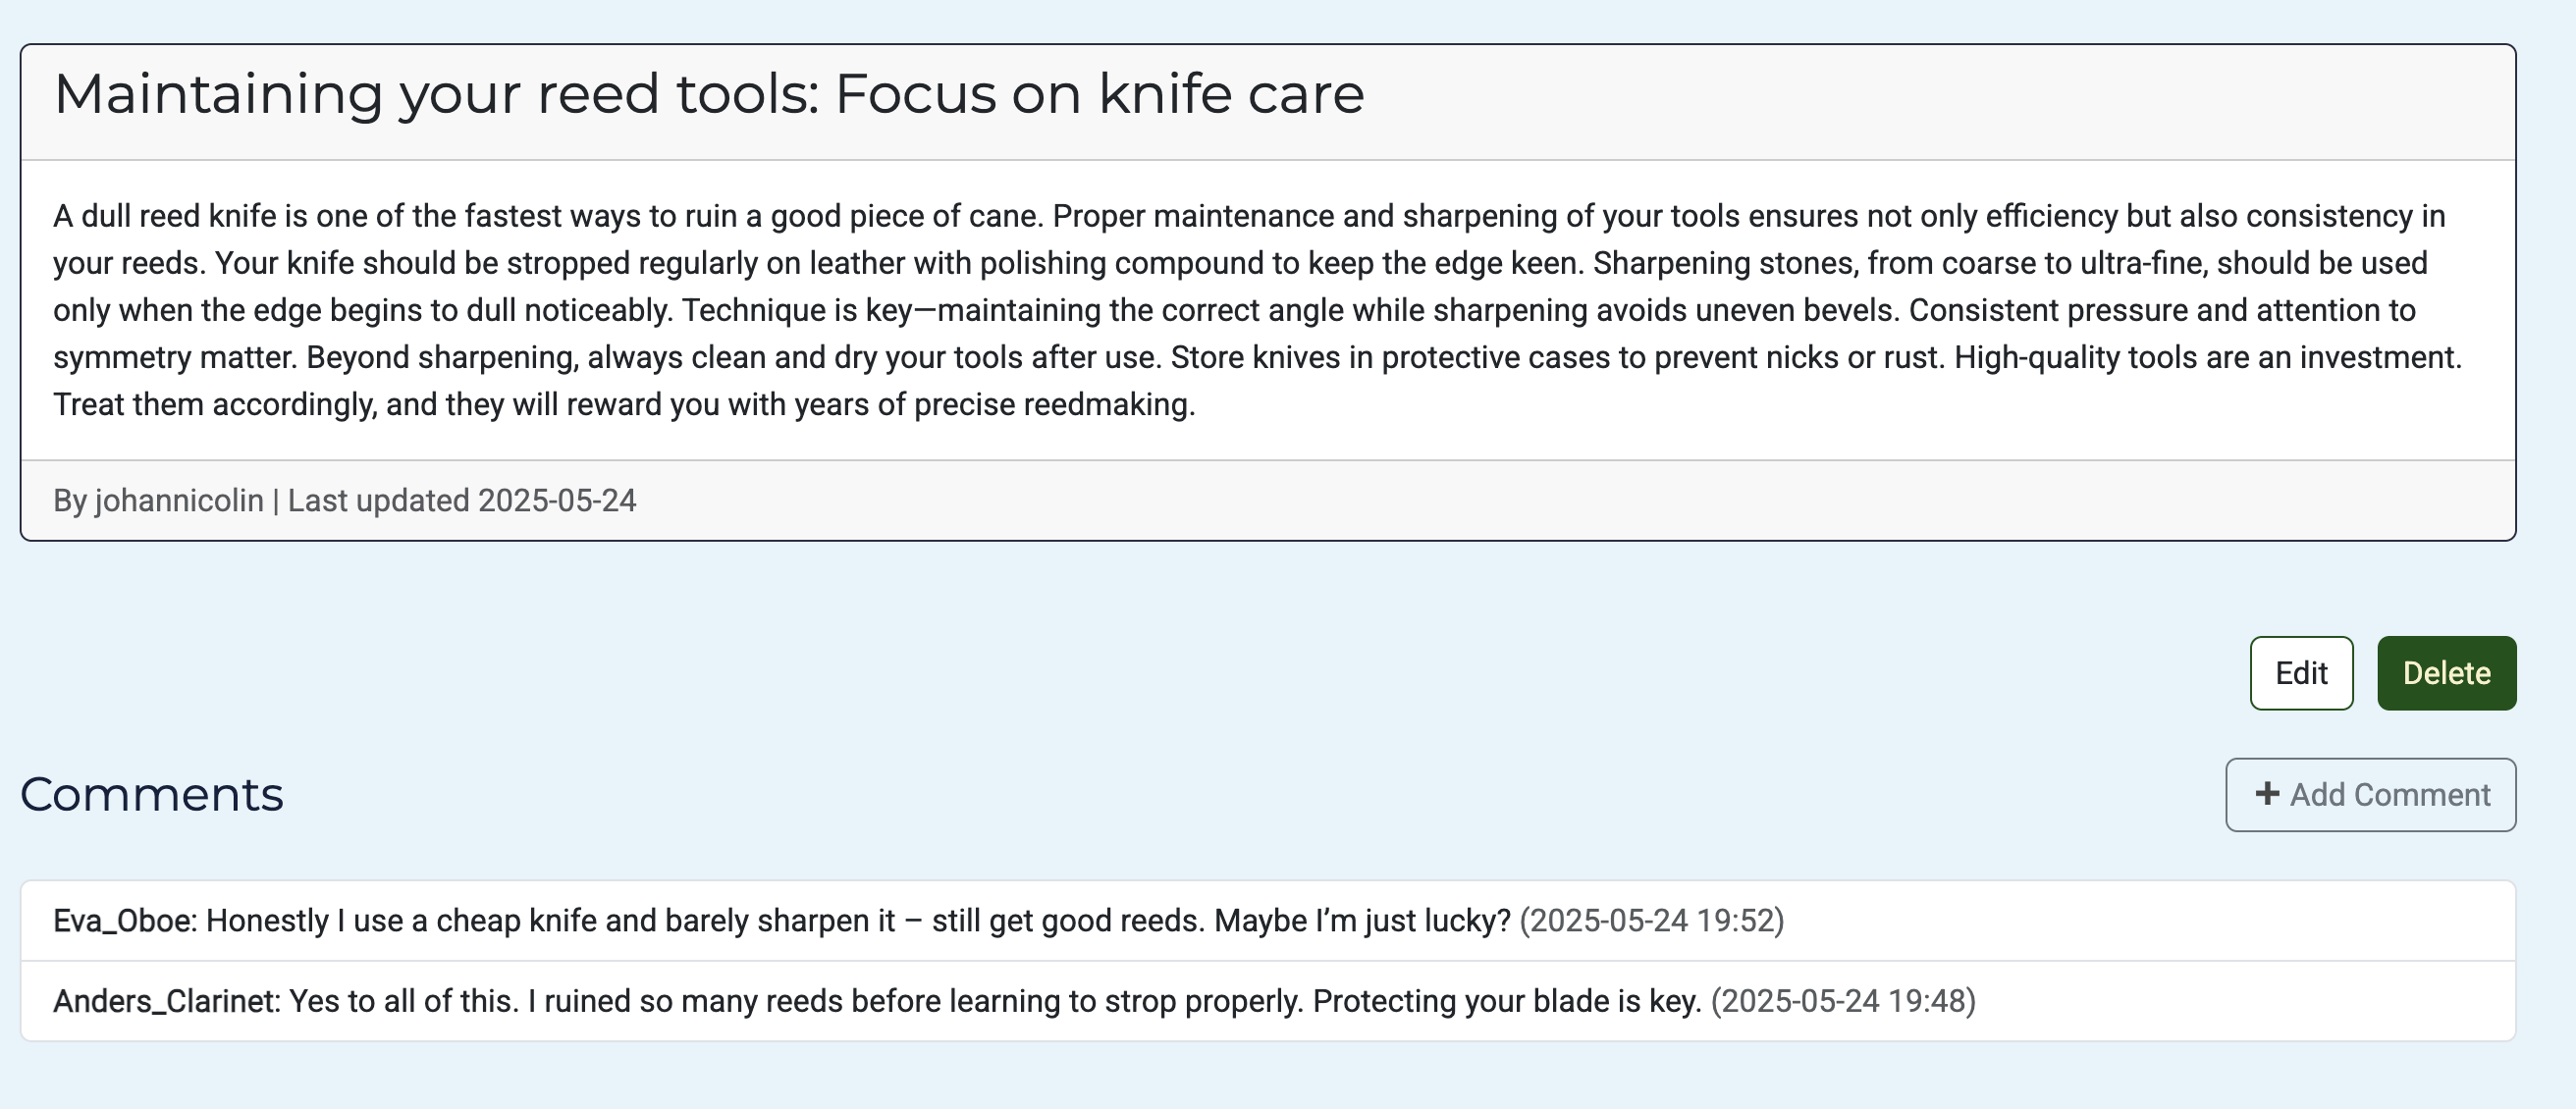 Maintaining your reed tools: Focus on knife care
A dull reed knife is one of the fastest ways to ruin a good piece of cane. Proper maintenance and sharpening of your tools ensures not only efficiency but also consistency in
your reeds. Your knife should be stropped regularly on leather with polishing compound to keep the edge keen. Sharpening stones, from coarse to ultra-fine, should be used
only when the edge begins to dull noticeably. Technique is key—maintaining the correct angle while sharpening avoids uneven bevels. Consistent pressure and attention to
symmetry matter. Beyond sharpening, always clean and dry your tools after use. Store knives in protective cases to prevent nicks or rust. High-quality tools are an investment.
Treat them accordingly, and they will reward you with years of precise reedmaking.
By johannicolin | Last updated 2025-05-24
Edit Delete
Comments + Add Comment
Eva_Oboe: Honestly I use a cheap knife and barely sharpen it – still get good reeds. Maybe I’m just lucky? (2025-05-24 19:52)
Anders_Clarinet: Yes to all of this. I ruined so many reeds before learning to strop properly. Protecting your blade is key. (2025-05-24 19:48)